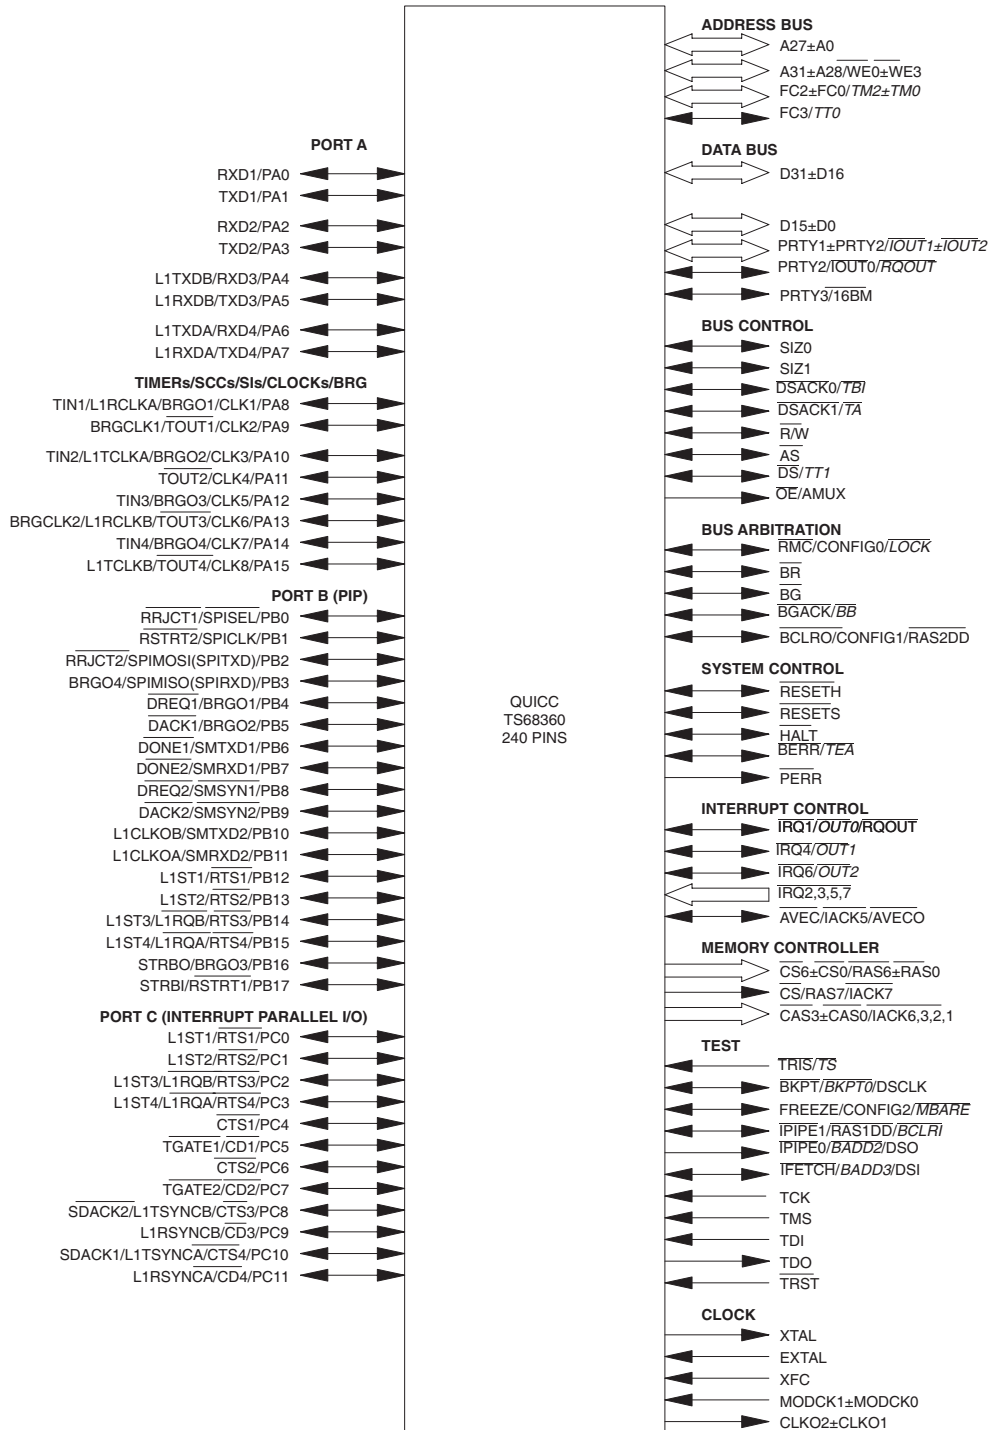 PORT A
RXD1/PA0
TXD1/PA1
RXD2/PA2
TXD2/PA3
L1TXDB/RXD3/PA4
L1RXDB/TXD3/PA5
L1TXDA/RXD4/PA6
L1RXDA/TXD4/PA7
TIMERs/SCCs/SIs/CLOCKs/BRG
TIN1/L1RCLKA/BRGO1/CLK1/PA8
BRGCLK1/TOUT1/CLK2/PA9
TIN2/L1TCLKA/BRGO2/CLK3/PA10
TOUT2/CLK4/PA11
TIN3/BRGO3/CLK5/PA12
BRGCLK2/L1RCLKB/TOUT3/CLK6/PA13
TIN4/BRGO4/CLK7/PA14
L1TCLKB/TOUT4/CLK8/PA15
PORT B (PIP)
RRJCT1/SPISEL/PB0
RSTRT2/SPICLK/PB1
RRJCT2/SPIMOSI(SPITXD)/PB2
BRGO4/SPIMISO(SPIRXD)/PB3
DREQ1/BRGO1/PB4
DACK1/BRGO2/PB5
DONE1/SMTXD1/PB6
DONE2/SMRXD1/PB7
DREQ2/SMSYN1/PB8
DACK2/SMSYN2/PB9
L1CLKOB/SMTXD2/PB10
L1CLKOA/SMRXD2/PB11
L1ST1/RTS1/PB12
L1ST2/RTS2/PB13
L1ST3/L1RQB/RTS3/PB14
L1ST4/L1RQA/RTS4/PB15
STRBO/BRGO3/PB16
STRBI/RSTRT1/PB17
PORT C (INTERRUPT PARALLEL I/O)
L1ST1/RTS1/PC0
L1ST2/RTS2/PC1
L1ST3/L1RQB/RTS3/PC2
L1ST4/L1RQA/RTS4/PC3
CTS1/PC4
TGATE1/CD1/PC5
CTS2/PC6
TGATE2/CD2/PC7
SDACK2/L1TSYNCB/CTS3/PC8
L1RSYNCB/CD3/PC9
SDACK1/L1TSYNCA/CTS4/PC10
L1RSYNCA/CD4/PC11
QUICC
TS68360
240 PINS
ADDRESS BUS
A27±A0
A31±A28/WE0±WE3
FC2±FC0/TM2±TM0
FC3/TT0
DATA BUS
D31±D16
D15±D0
PRTY1±PRTY2/IOUT1±IOUT2
PRTY2/IOUT0/RQOUT
PRTY3/16BM
BUS CONTROL
SIZ0
SIZ1
DSACK0/TBI
DSACK1/TA
R/W
AS
DS/TT1
OE/AMUX
BUS ARBITRATION
RMC/CONFIG0/LOCK
BR
BG
BGACK/BB
BCLRO/CONFIG1/RAS2DD
SYSTEM CONTROL
RESETH
RESETS
HALT
BERR/TEA
PERR
INTERRUPT CONTROL
IRQ1/OUT0/RQOUT
IRQ4/OUT1
IRQ6/OUT2
IRQ2,3,5,7
AVEC/IACK5/AVECO
MEMORY CONTROLLER
CS6±CS0/RAS6±RAS0
CS/RAS7/IACK7
CAS3±CAS0/IACK6,3,2,1
TEST
TRIS/TS
BKPT/BKPT0/DSCLK
FREEZE/CONFIG2/MBARE
IPIPE1/RAS1DD/BCLRI
IPIPE0/BADD2/DSO
IFETCH/BADD3/DSI
TCK
TMS
TDI
TDO
TRST
CLOCK
XTAL
EXTAL
XFC
MODCK1±MODCK0
CLKO2±CLKO1